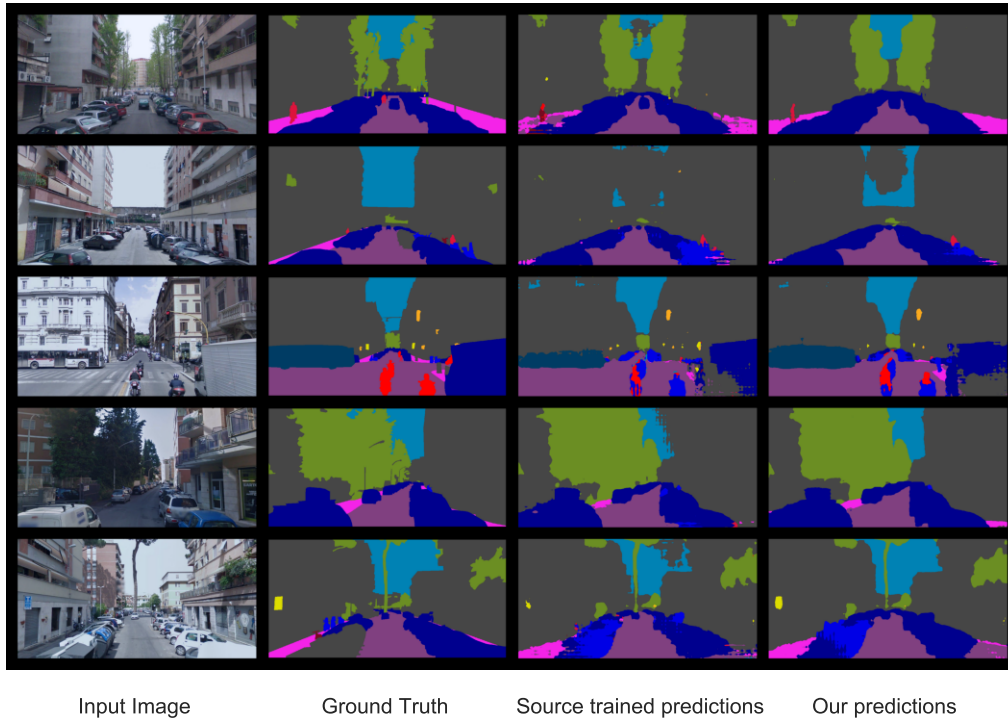 Input Image
Ground Truth
Source trained predictions
Our predictions